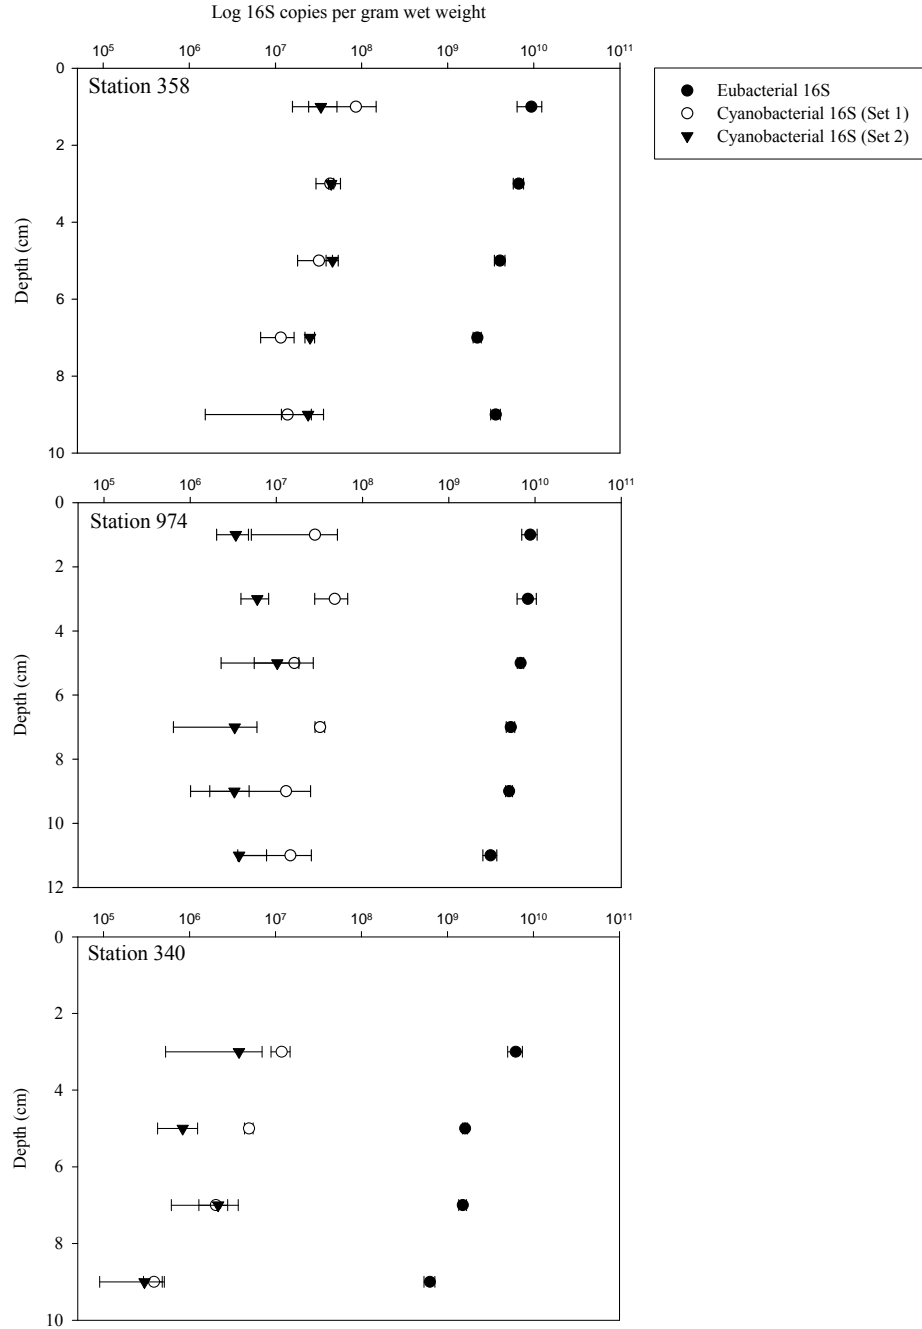 Log 16S copies per gram wet weight
10⁵ 10⁶ 10⁷ 10⁸ 10⁹ 10¹⁰ 10¹¹
Station 358
0
2
4
6
8
10
Depth (cm)
Eubacterial 16S
Cyanobacterial 16S (Set 1)
Cyanobacterial 16S (Set 2)
10⁵ 10⁶ 10⁷ 10⁸ 10⁹ 10¹⁰ 10¹¹
Station 974
0
2
4
6
8
10
12
Depth (cm)
10⁵ 10⁶ 10⁷ 10⁸ 10⁹ 10¹⁰ 10¹¹
Station 340
0
2
4
6
8
10
Depth (cm)